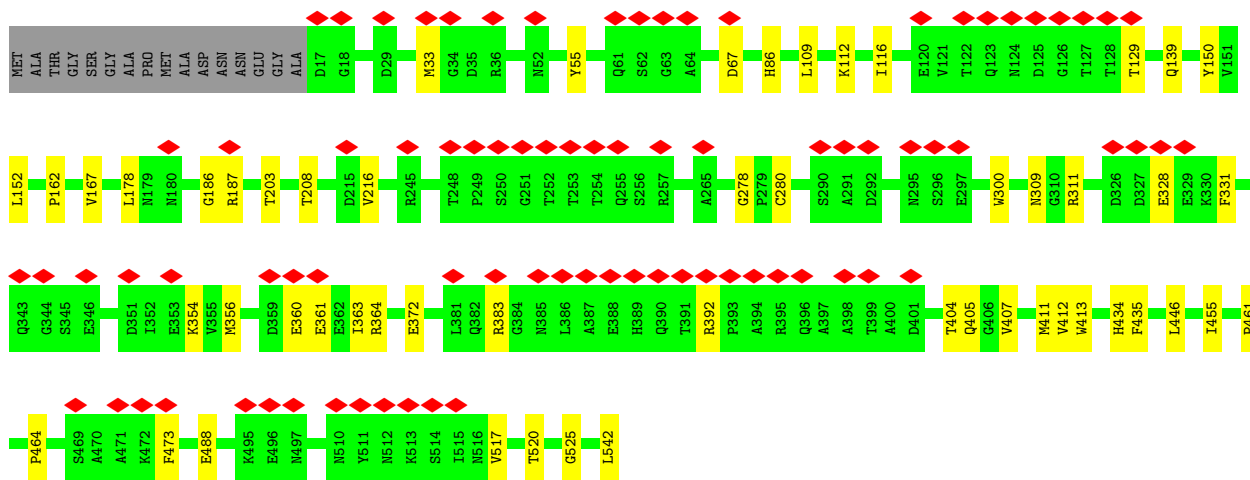 MET ALA THR GLY SER GLY ALA PRO MET ALA ASP ASN ASN GLU GLY ALA D17 G18 D29 M33 G34 D35 R36 N52 Y55 Q61 S62 G63 A64 D67 H86 L109 K112 I116 E120 V121 T122 Q123 N124 D125 G126 T127 T128 T129 Q139 Y150 V151
L152 P162 V167 L178 N179 N180 G186 R187 T203 T208 D215 V216 R245 T248 P249 S250 G251 T252 T253 T254 Q255 S256 R257 A265 G278 P279 C280 S290 A291 D292 N295 S296 E297 W300 N309 G310 R311 D326 D327 E328 E329 K330 F331
Q343 G344 S345 E346 D351 I352 E353 K354 V355 M356 D359 E360 E361 E362 I363 R364 E372 L381 Q382 R383 G384 N385 L386 A387 E388 H389 Q390 T391 R392 P393 A394 R395 Q396 A397 A398 T399 A400 D401 T404 Q405 G406 V407 M411 V412 W413 H434 F435 L446 I455
P464 S469 A470 A471 K472 F473 E488 K495 E496 N497 N510 Y511 N512 K513 S514 I515 N516 V517 T520 G525 L542